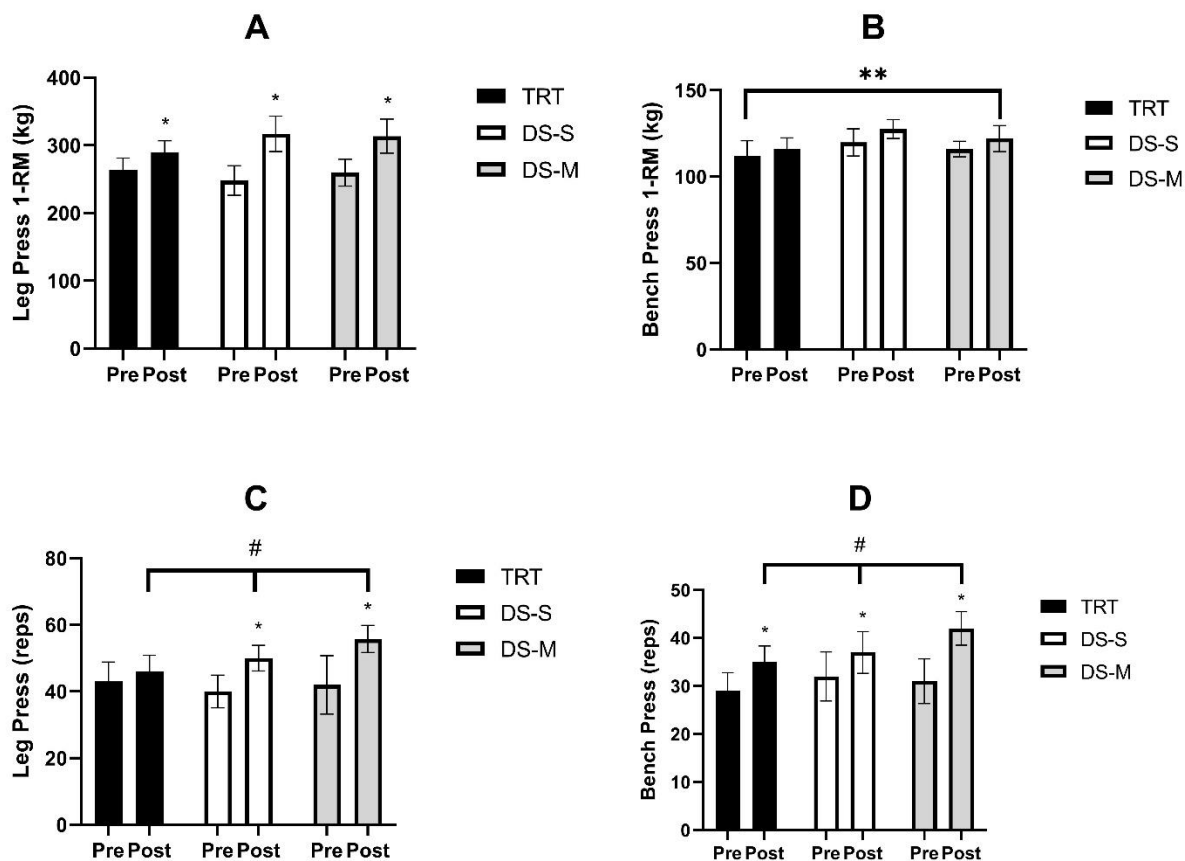 A
Leg Press 1-RM (kg)
400
300
200
100
0
* * *
Pre Post Pre Post Pre Post
TRT
DS-S
DS-M
B
Bench Press 1-RM (kg)
150
100
50
0
**
Pre Post Pre Post Pre Post
TRT
DS-S
DS-M
C
Leg Press (reps)
80
60
40
20
0
#
* *
Pre Post Pre Post Pre Post
TRT
DS-S
DS-M
D
Bench Press (reps)
50
40
30
20
10
0
#
* * *
Pre Post Pre Post Pre Post
TRT
DS-S
DS-M